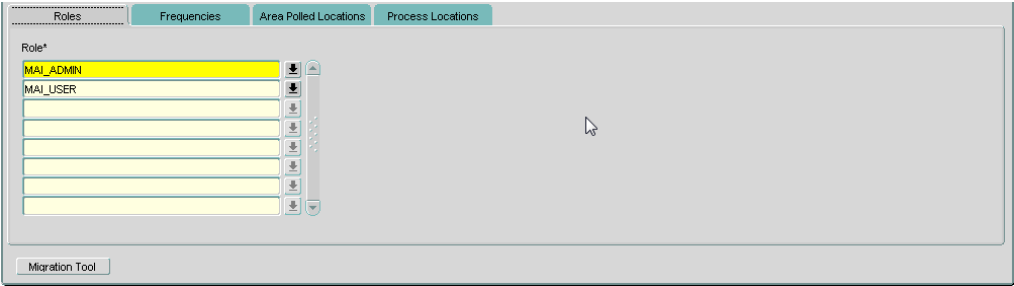 Roles Frequencies Area Polled Locations Process Locations
Role*
MAI_ADMIN
MAI_USER
Migration Tool